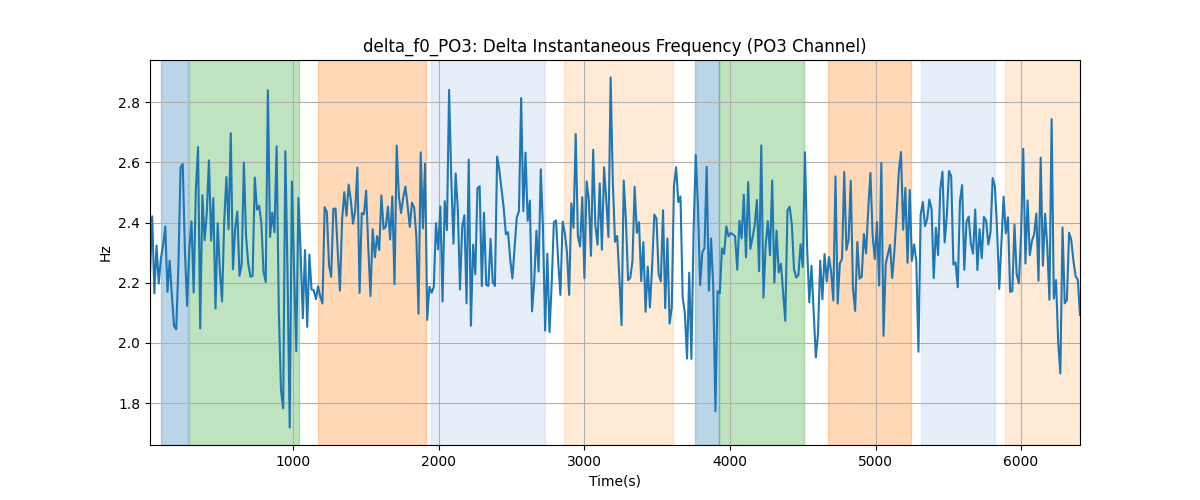 delta_f0_PO3: Delta Instantaneous Frequency (PO3 Channel)
Hz
2.8
2.6
2.4
2.2
2.0
1.8
1000 2000 3000 4000 5000 6000
Time(s)